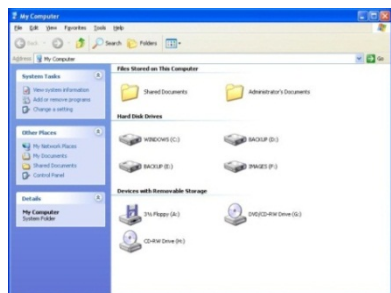 My Computer
File Edit View Favorites Tools Help
Back Search Folders
Address My Computer Go
System Tasks
View system information
Add or remove programs
Change a setting
Other Places
My Network Places
My Documents
Shared Documents
Control Panel
Details
My Computer
System Folder
Files Stored on This Computer
Shared Documents Administrator's Documents
Hard Disk Drives
WINDOWS (C:) BACKUP (D:)
BACKUP (E:) IMAGES (F:)
Devices with Removable Storage
3½ Floppy (A:) DVD/CD-RW Drive (G:)
CD-RW Drive (H:)